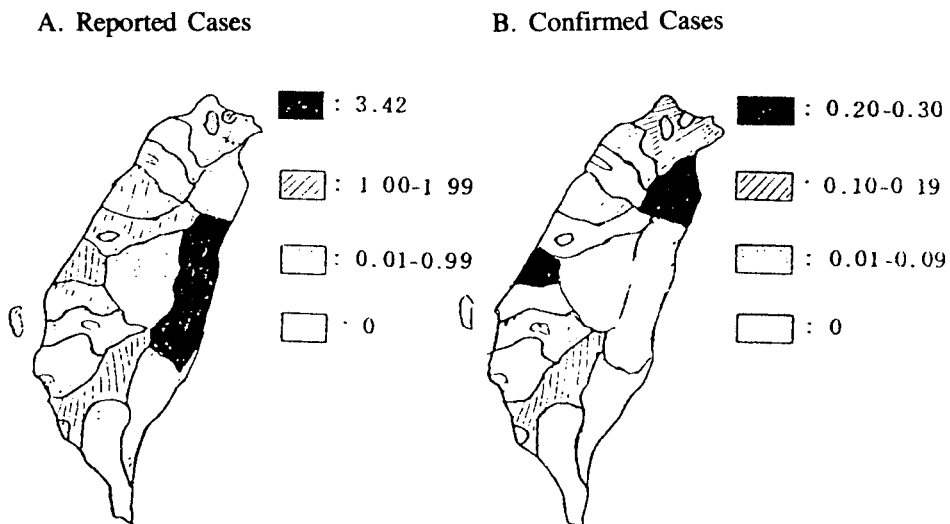 A. Reported Cases
: 3.42
: 1 00-1 99
: 0.01-0.99
· 0
B. Confirmed Cases
: 0.20-0.30
· 0.10-0 19
: 0.01-0.09
: 0